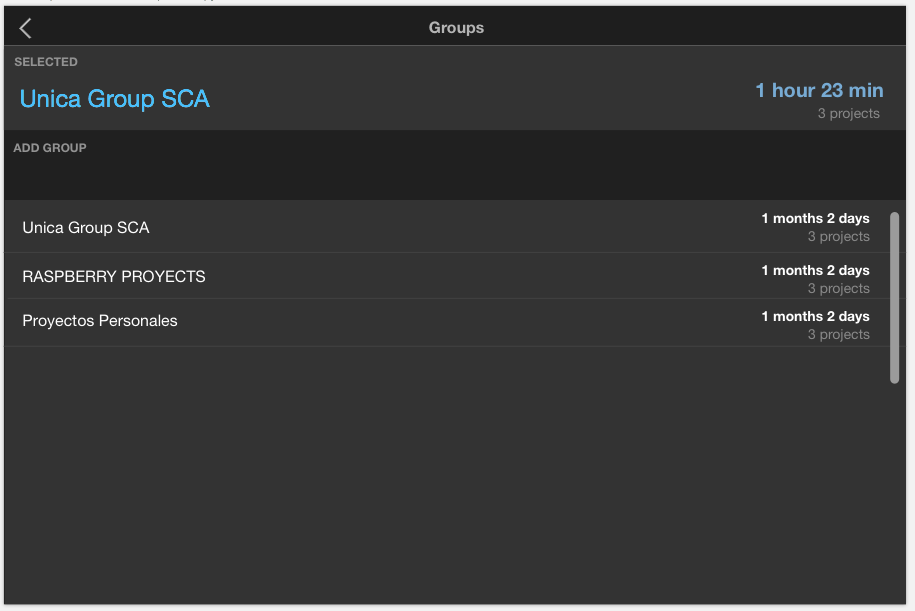 Groups
SELECTED
Unica Group SCA
1 hour 23 min
3 projects
ADD GROUP
Unica Group SCA
1 months 2 days
3 projects
RASPBERRY PROYECTS
1 months 2 days
3 projects
Proyectos Personales
1 months 2 days
3 projects